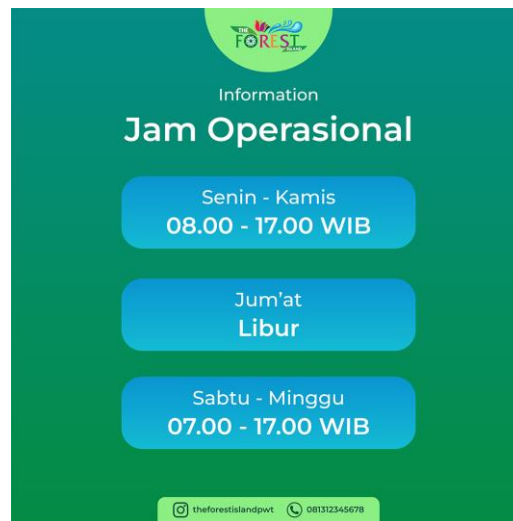 THE
FOREST
ISLAND
Information
Jam Operasional
Senin - Kamis
08.00 - 17.00 WIB
Jum'at
Libur
Sabtu - Minggu
07.00 - 17.00 WIB
theforestislandpwt 081312345678